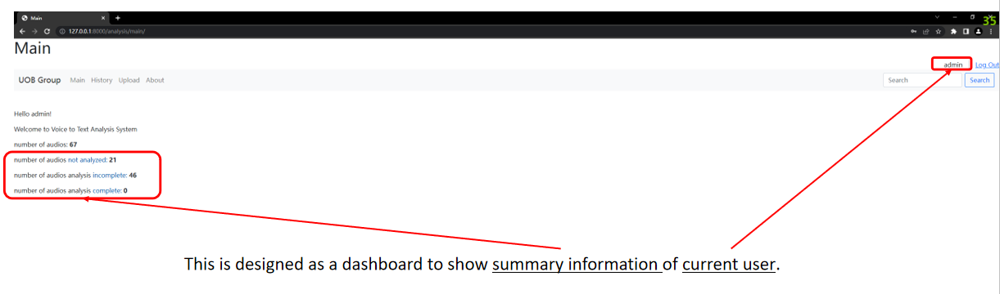 Main
35
127.0.0.1:8000/analysis/main/
Main
admin Log Out
UOB Group Main History Upload About Search Search
Hello admin!
Welcome to Voice to Text Analysis System
number of audios: 67
number of audios not analyzed: 21
number of audios analysis incomplete: 46
number of audios analysis complete: 0
This is designed as a dashboard to show summary information of current user.